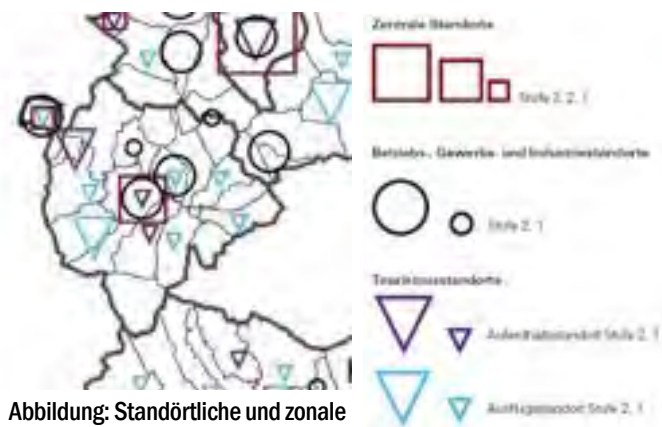 Zentrale Standorte
Stufe 3, 2, 1
Betriebs-, Gewerbe- und Industriestandorte
Stufe 2, 1
Tourismusstandorte
Aufenthaltsstandort Stufe 2, 1
Ausflugsstandort Stufe 2, 1
Abbildung: Standörtliche und zonale